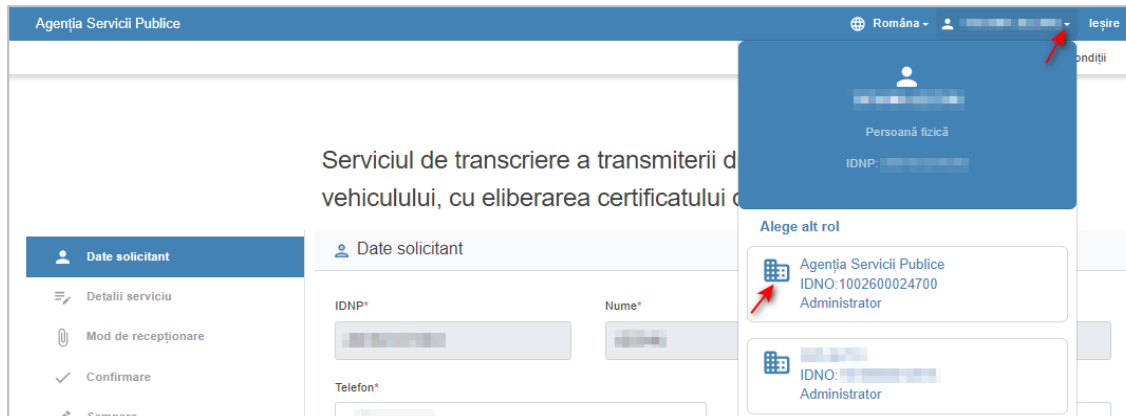 Agenția Servicii Publice
Româna
Ieșire
ondiții
Persoană fizică
IDNP:
Serviciul de transcriere a transmiterii d
vehiculului, cu eliberarea certificatului
Alege alt rol
Agenția Servicii Publice
IDNO:1002600024700
Administrator
IDNO:
Administrator
Date solicitant
Detalii serviciu
Mod de recepționare
Confirmare
Date solicitant
IDNP*
Nume*
Telefon*